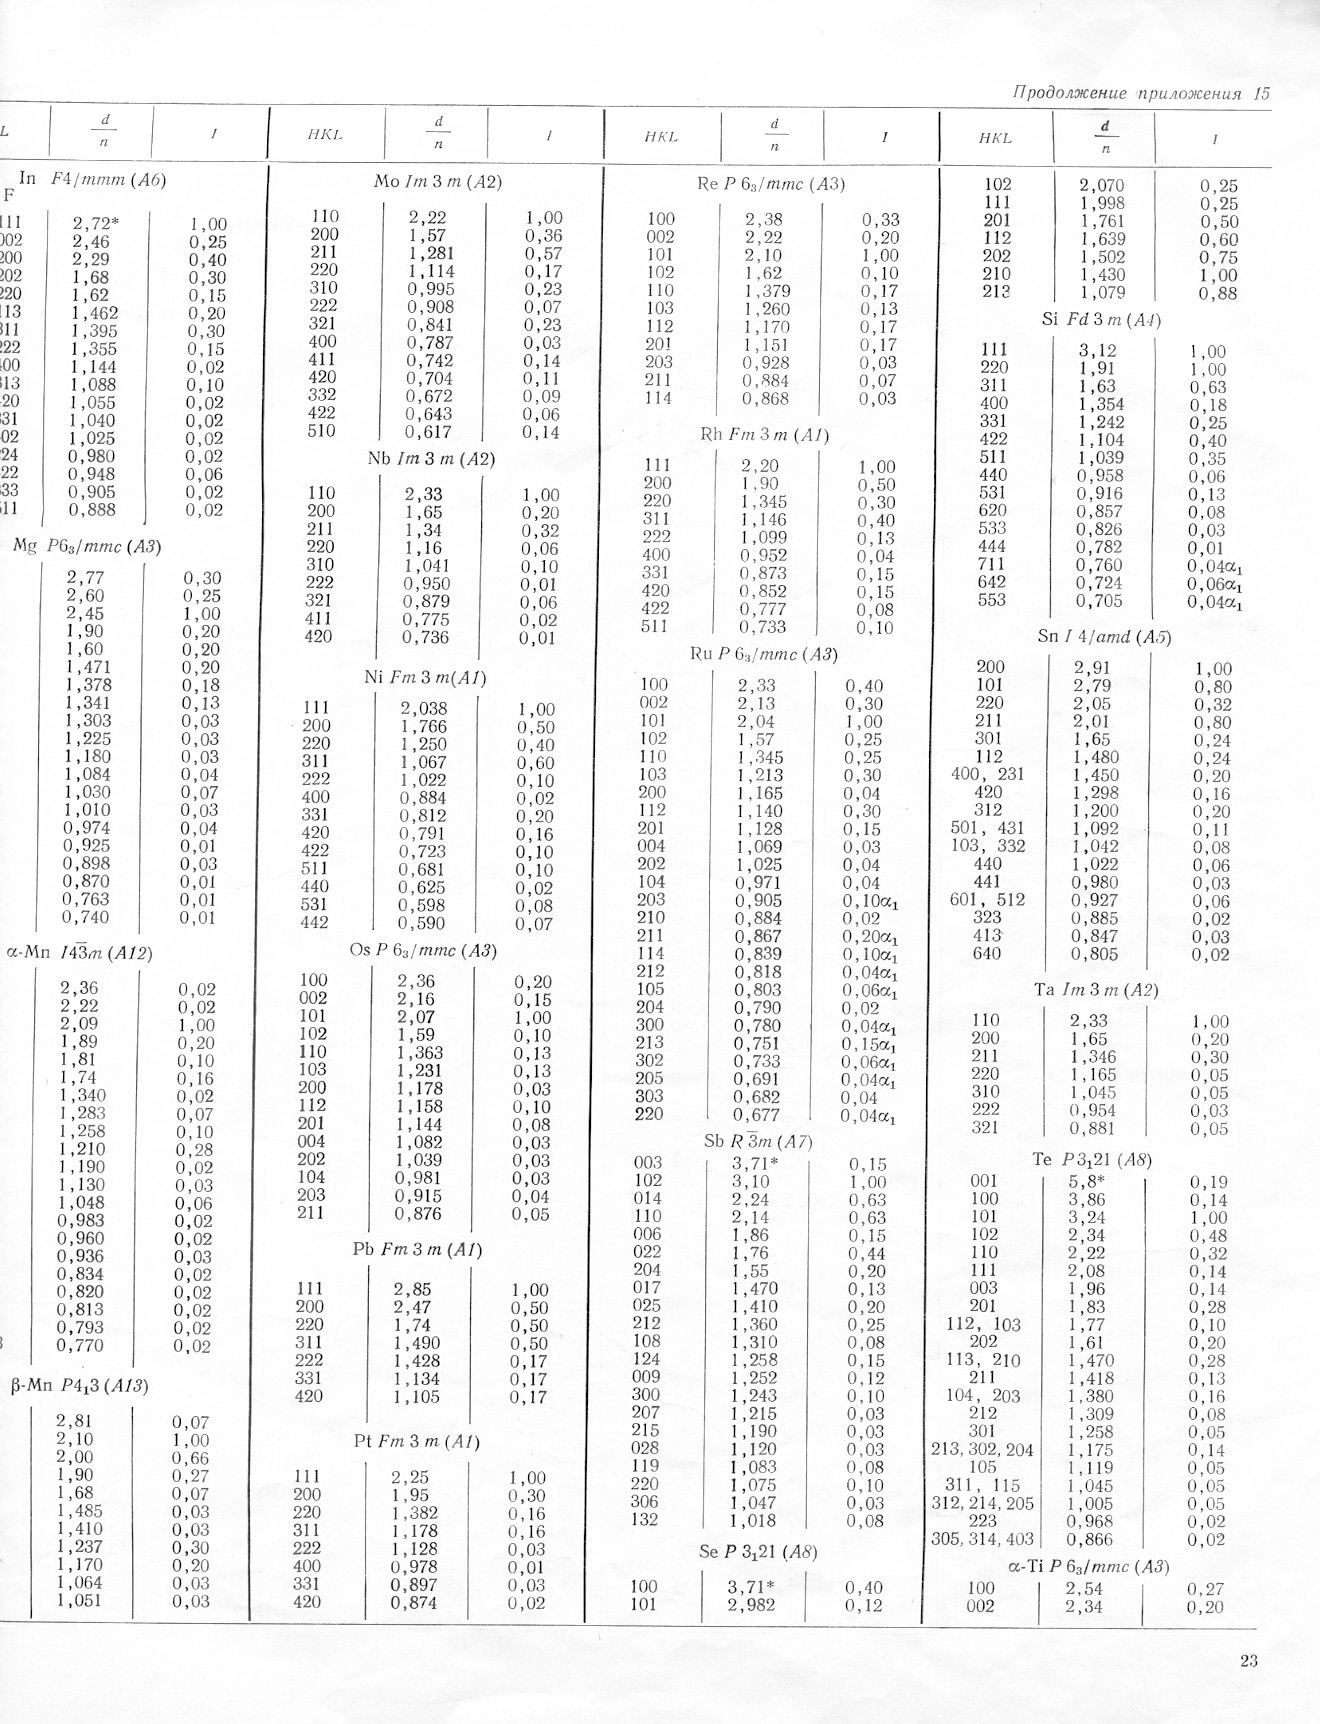 Продолжение приложения 15
L d/n I HKL d/n I HKL d/n I HKL d/n I
In F4/mmm (A6)
F
111 2,72* 1,00
002 2,46 0,25
200 2,29 0,40
202 1,68 0,30
220 1,62 0,15
113 1,462 0,20
311 1,395 0,30
222 1,355 0,15
400 1,144 0,02
313 1,088 0,10
20 1,055 0,02
331 1,040 0,02
02 1,025 0,02
24 0,980 0,02
22 0,948 0,06
333 0,905 0,02
511 0,888 0,02
Mg P6₃/mmc (A3)
2,77 0,30
2,60 0,25
2,45 1,00
1,90 0,20
1,60 0,20
1,471 0,20
1,378 0,18
1,341 0,13
1,303 0,03
1,225 0,03
1,180 0,03
1,084 0,04
1,030 0,07
1,010 0,03
0,974 0,04
0,925 0,01
0,898 0,03
0,870 0,01
0,763 0,01
0,740 0,01
α-Mn I4̅3m (A12)
2,36 0,02
2,22 0,02
2,09 1,00
1,89 0,20
1,81 0,10
1,74 0,16
1,340 0,02
1,283 0,07
1,258 0,10
1,210 0,28
1,190 0,02
1,130 0,03
1,048 0,06
0,983 0,02
0,960 0,02
0,936 0,03
0,834 0,02
0,820 0,02
0,813 0,02
0,793 0,02
0,770 0,02
β-Mn P4₁3 (A13)
2,81 0,07
2,10 1,00
2,00 0,66
1,90 0,27
1,68 0,07
1,485 0,03
1,410 0,03
1,237 0,30
1,170 0,20
1,064 0,03
1,051 0,03
Mo Im 3 m (A2)
110 2,22 1,00
200 1,57 0,36
211 1,281 0,57
220 1,114 0,17
310 0,995 0,23
222 0,908 0,07
321 0,841 0,23
400 0,787 0,03
411 0,742 0,14
420 0,704 0,11
332 0,672 0,09
422 0,643 0,06
510 0,617 0,14
Nb Im 3 m (A2)
110 2,33 1,00
200 1,65 0,20
211 1,34 0,32
220 1,16 0,06
310 1,041 0,10
222 0,950 0,01
321 0,879 0,06
411 0,775 0,02
420 0,736 0,01
Ni Fm 3 m(A1)
111 2,038 1,00
200 1,766 0,50
220 1,250 0,40
311 1,067 0,60
222 1,022 0,10
400 0,884 0,02
331 0,812 0,20
420 0,791 0,16
422 0,723 0,10
511 0,681 0,10
440 0,625 0,02
531 0,598 0,08
442 0,590 0,07
Os P 6₃/mmc (A3)
100 2,36 0,20
002 2,16 0,15
101 2,07 1,00
102 1,59 0,10
110 1,363 0,13
103 1,231 0,13
200 1,178 0,03
112 1,158 0,10
201 1,144 0,08
004 1,082 0,03
202 1,039 0,03
104 0,981 0,03
203 0,915 0,04
211 0,876 0,05
Pb Fm 3 m (A1)
111 2,85 1,00
200 2,47 0,50
220 1,74 0,50
311 1,490 0,50
222 1,428 0,17
331 1,134 0,17
420 1,105 0,17
Pt Fm 3 m (A1)
111 2,25 1,00
200 1,95 0,30
220 1,382 0,16
311 1,178 0,16
222 1,128 0,03
400 0,978 0,01
331 0,897 0,03
420 0,874 0,02
Re P 6₃/mmc (A3)
100 2,38 0,33
002 2,22 0,20
101 2,10 1,00
102 1,62 0,10
110 1,379 0,17
103 1,260 0,13
112 1,170 0,17
201 1,151 0,17
203 0,928 0,03
211 0,884 0,07
114 0,868 0,03
Rh Fm 3 m (A1)
111 2,20 1,00
200 1,90 0,50
220 1,345 0,30
311 1,146 0,40
222 1,099 0,13
400 0,952 0,04
331 0,873 0,15
420 0,852 0,15
422 0,777 0,08
511 0,733 0,10
Ru P 6₃/mmc (A3)
100 2,33 0,40
002 2,13 0,30
101 2,04 1,00
102 1,57 0,25
110 1,345 0,25
103 1,213 0,30
200 1,165 0,04
112 1,140 0,30
201 1,128 0,15
004 1,069 0,03
202 1,025 0,04
104 0,971 0,04
203 0,905 0,10α₁
210 0,884 0,02
211 0,867 0,20α₁
114 0,839 0,10α₁
212 0,818 0,04α₁
105 0,803 0,06α₁
204 0,790 0,02
300 0,780 0,04α₁
213 0,751 0,15α₁
302 0,733 0,06α₁
205 0,691 0,04α₁
303 0,682 0,04
220 0,677 0,04α₁
Sb R 3̅m (A7)
003 3,71* 0,15
102 3,10 1,00
014 2,24 0,63
110 2,14 0,63
006 1,86 0,15
022 1,76 0,44
204 1,55 0,20
017 1,470 0,13
025 1,410 0,20
212 1,360 0,25
108 1,310 0,08
124 1,258 0,15
009 1,252 0,12
300 1,243 0,10
207 1,215 0,03
215 1,190 0,03
028 1,120 0,03
119 1,083 0,08
220 1,075 0,10
306 1,047 0,03
132 1,018 0,08
Se P 3₁21 (A8)
100 3,71* 0,40
101 2,982 0,12
102 2,070 0,25
111 1,998 0,25
201 1,761 0,50
112 1,639 0,60
202 1,502 0,75
210 1,430 1,00
213 1,079 0,88
Si Fd 3 m (A4)
111 3,12 1,00
220 1,91 1,00
311 1,63 0,63
400 1,354 0,18
331 1,242 0,25
422 1,104 0,40
511 1,039 0,35
440 0,958 0,06
531 0,916 0,13
620 0,857 0,08
533 0,826 0,03
444 0,782 0,01
711 0,760 0,04α₁
642 0,724 0,06α₁
553 0,705 0,04α₁
Sn I 4/amd (A5)
200 2,91 1,00
101 2,79 0,80
220 2,05 0,32
211 2,01 0,80
301 1,65 0,24
112 1,480 0,24
400, 231 1,450 0,20
420 1,298 0,16
312 1,200 0,20
501, 431 1,092 0,11
103, 332 1,042 0,08
440 1,022 0,06
441 0,980 0,03
601, 512 0,927 0,06
323 0,885 0,02
413 0,847 0,03
640 0,805 0,02
Ta Im 3 m (A2)
110 2,33 1,00
200 1,65 0,20
211 1,346 0,30
220 1,165 0,05
310 1,045 0,05
222 0,954 0,03
321 0,881 0,05
Te P3₁21 (A8)
001 5,8* 0,19
100 3,86 0,14
101 3,24 1,00
102 2,34 0,48
110 2,22 0,32
111 2,08 0,14
003 1,96 0,14
201 1,83 0,28
112, 103 1,77 0,10
202 1,61 0,20
113, 210 1,470 0,28
211 1,418 0,13
104, 203 1,380 0,16
212 1,309 0,08
301 1,258 0,05
213, 302, 204 1,175 0,14
105 1,119 0,05
311, 115 1,045 0,05
312, 214, 205 1,005 0,05
223 0,968 0,02
305, 314, 403 0,866 0,02
α-Ti P 6₃/mmc (A3)
100 2,54 0,27
002 2,34 0,20
23